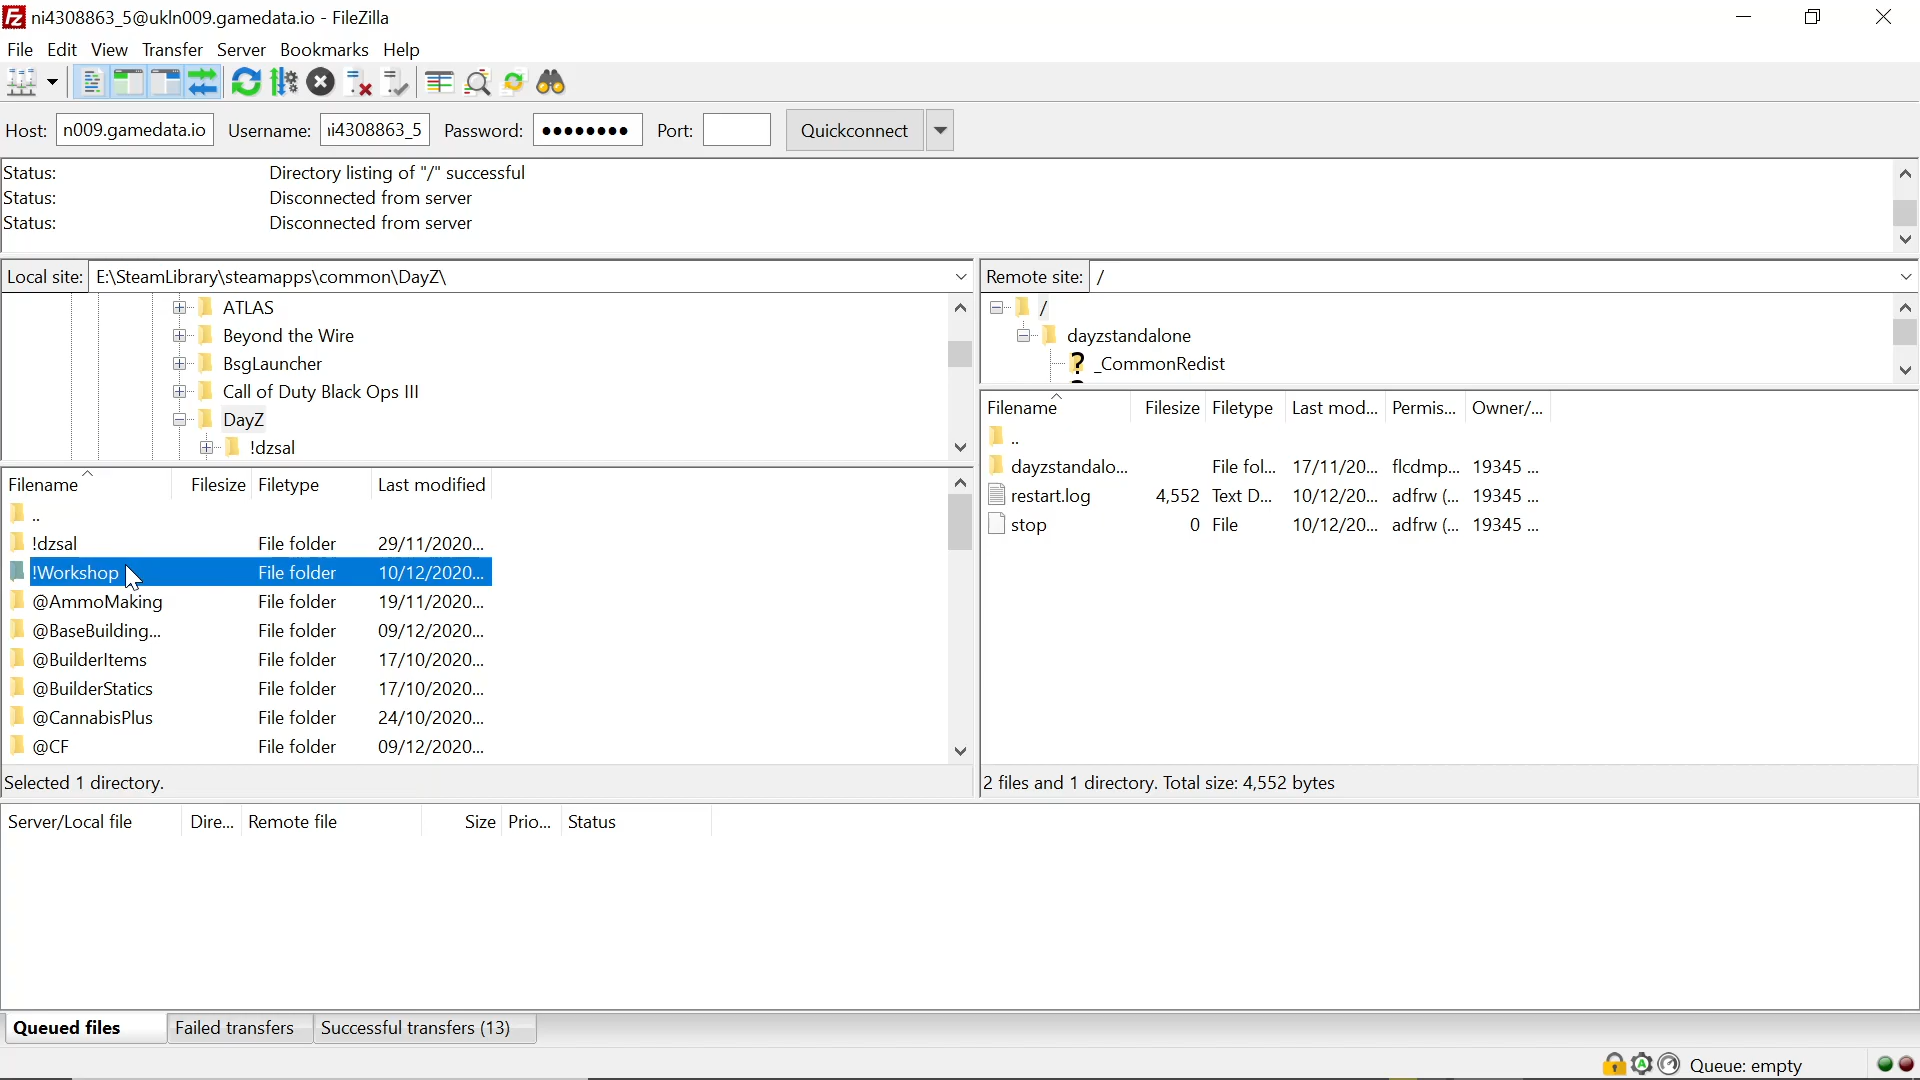 ni4308863_5@ukln009.gamedata.io - FileZilla
File Edit View Transfer Server Bookmarks Help
Host: n009.gamedata.io Username: ni4308863_5 Password: ●●●●●●●● Port: Quickconnect
Status: Directory listing of "/" successful
Status: Disconnected from server
Status: Disconnected from server
Local site: E:\SteamLibrary\steamapps\common\DayZ\
ATLAS
Beyond the Wire
BsgLauncher
Call of Duty Black Ops III
DayZ
!dzsal
Filename Filesize Filetype Last modified
..
!dzsal File folder 29/11/2020...
!Workshop File folder 10/12/2020...
@AmmoMaking File folder 19/11/2020...
@BaseBuilding... File folder 09/12/2020...
@BuilderItems File folder 17/10/2020...
@BuilderStatics File folder 17/10/2020...
@CannabisPlus File folder 24/10/2020...
@CF File folder 09/12/2020...
Selected 1 directory.
Remote site: /
/
dayzstandalone
? _CommonRedist
Filename Filesize Filetype Last mod... Permis... Owner/...
..
dayzstandalo... File fol... 17/11/20... flcdmp... 19345 ...
restart.log 4,552 Text D... 10/12/20... adfrw (... 19345 ...
stop 0 File 10/12/20... adfrw (... 19345 ...
2 files and 1 directory. Total size: 4,552 bytes
Server/Local file Dire... Remote file Size Prio... Status
Queued files Failed transfers Successful transfers (13)
Queue: empty